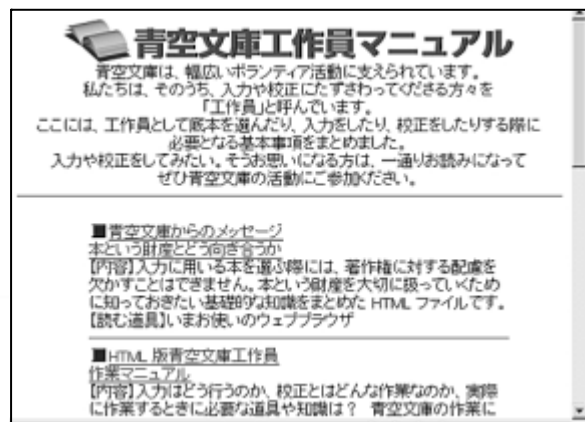 青空文庫工作員マニュアル
青空文庫は、幅広いボランティア活動に支えられています。
私たちは、そのうち、入力や校正にたずさわってくださる方々を
「工作員」と呼んでいます。
ここには、工作員として底本を選んだり、入力をしたり、校正をしたりする際に
必要となる基本事項をまとめました。
入力や校正をしてみたい。そうお思いになる方は、一通りお読みになって
ぜひ青空文庫の活動にご参加ください。
■青空文庫からのメッセージ
本という財産とどう向き合うか
【内容】入力に用いる本を選ぶ際には、著作権に対する配慮を
欠かすことはできません。本という財産を大切に扱っていくため
に知っておきたい基礎的な知識をまとめた HTML ファイルです。
【読む道具】いまお使いのウェブブラウザ
■HTML 版青空文庫工作員
作業マニュアル
【内容】入力はどう行うのか、校正とはどんな作業なのか、実際
に作業するときに必要な道具や知識は？　青空文庫の作業に